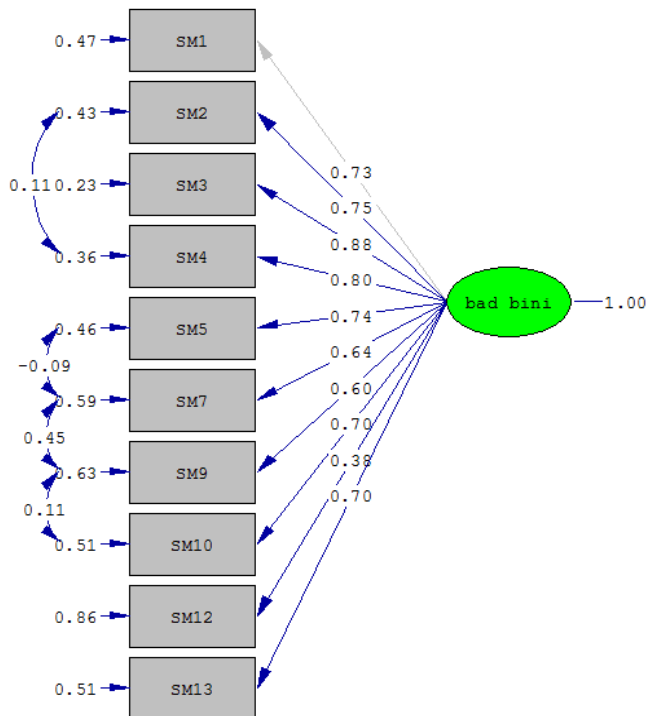 0.47 SM1
0.43 SM2
0.73
0.11 0.23 SM3
0.75
0.88
0.36 SM4
0.80
bad bini 1.00
0.46 SM5
0.74
0.64
-0.09
0.59 SM7
0.60
0.70
0.45
0.63 SM9
0.38
0.70
0.11
0.51 SM10
0.86 SM12
0.51 SM13